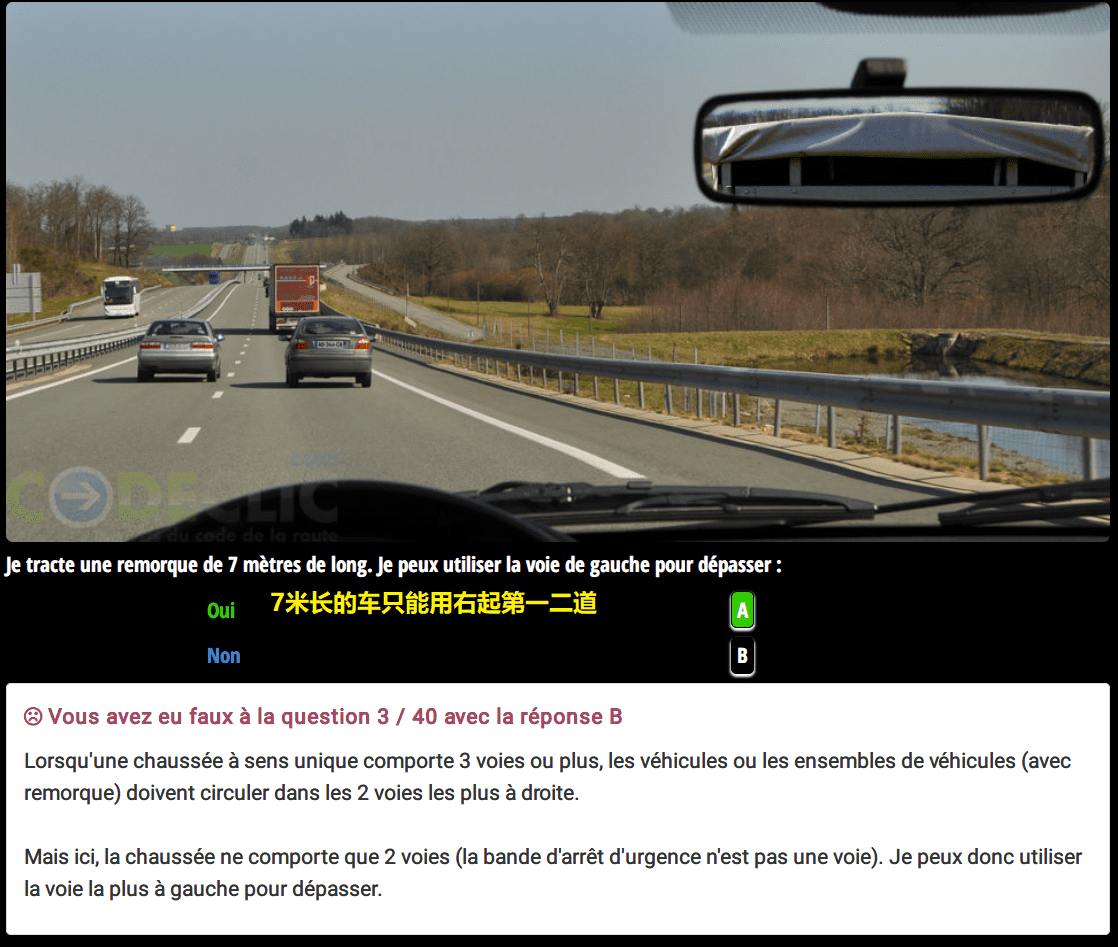 CODECLIC
du code de la route
Je tracte une remorque de 7 mètres de long. Je peux utiliser la voie de gauche pour dépasser :
Oui 7米长的车只能用右起第一二道 A
Non B
Vous avez eu faux à la question 3 / 40 avec la réponse B
Lorsqu'une chaussée à sens unique comporte 3 voies ou plus, les véhicules ou les ensembles de véhicules (avec
remorque) doivent circuler dans les 2 voies les plus à droite.
Mais ici, la chaussée ne comporte que 2 voies (la bande d'arrêt d'urgence n'est pas une voie). Je peux donc utiliser
la voie la plus à gauche pour dépasser.